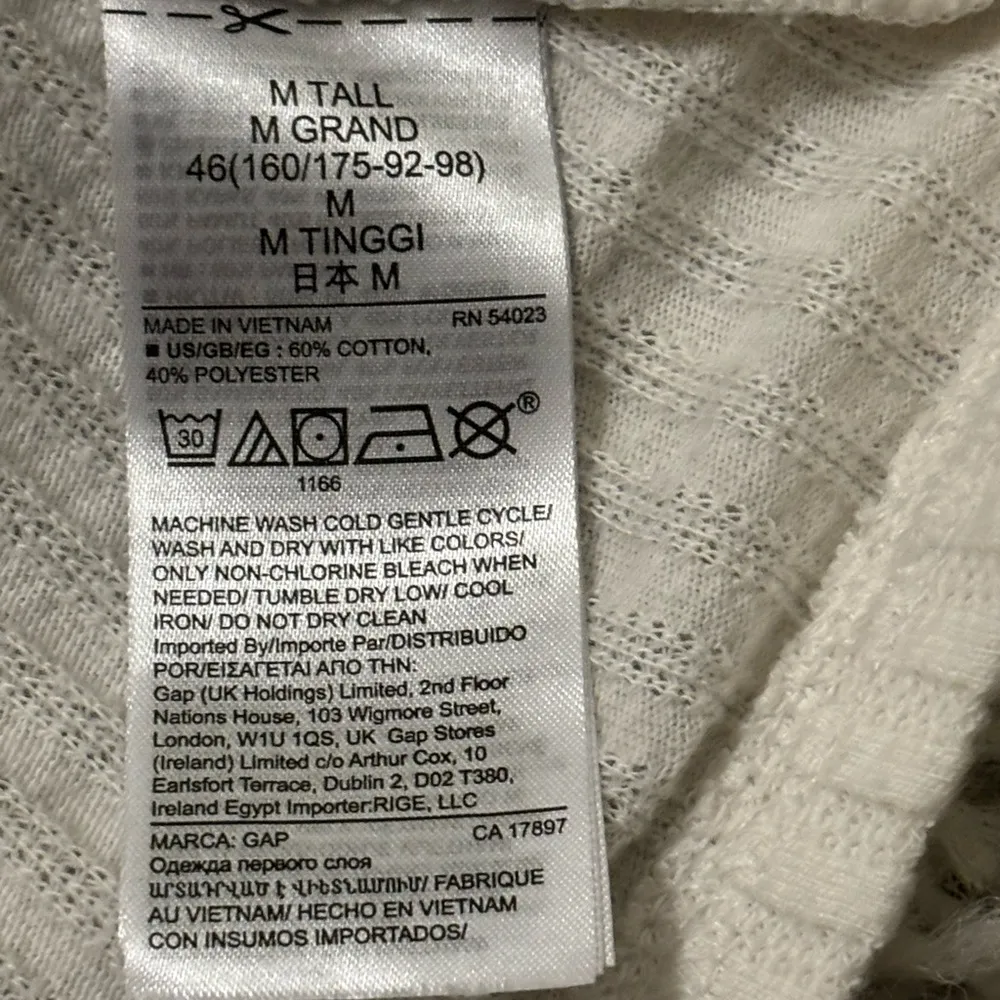 M TALL
M GRAND
46(160/175-92-98)
M
M TINGGI
日本 M
MADE IN VIETNAM RN 54023
■ US/GB/EG : 60% COTTON,
40% POLYESTER
30 ®
1166
MACHINE WASH COLD GENTLE CYCLE/
WASH AND DRY WITH LIKE COLORS/
ONLY NON-CHLORINE BLEACH WHEN
NEEDED/ TUMBLE DRY LOW/ COOL
IRON/ DO NOT DRY CLEAN
Imported By/Importe Par/DISTRIBUIDO
POR/ΕΙΣΑΓΕΤΑΙ ΑΠΟ ΤΗΝ:
Gap (UK Holdings) Limited, 2nd Floor
Nations House, 103 Wigmore Street,
London, W1U 1QS, UK Gap Stores
(Ireland) Limited c/o Arthur Cox, 10
Earlsfort Terrace, Dublin 2, D02 T380,
Ireland Egypt Importer:RIGE, LLC
MARCA: GAP CA 17897
Одежда первого слоя
ԱՐՏԱԴՐՎԱԾ Է ՎԻԵՏՆԱՄՈՒՄ/ FABRIQUE
AU VIETNAM/ HECHO EN VIETNAM
CON INSUMOS IMPORTADOS/